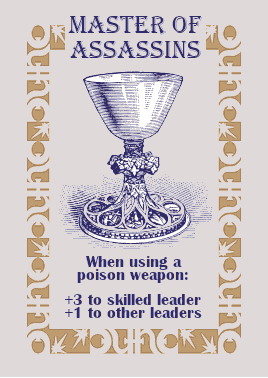 MASTER OF
ASSASSINS
When using a
poison weapon:
+3 to skilled leader
+1 to other leaders